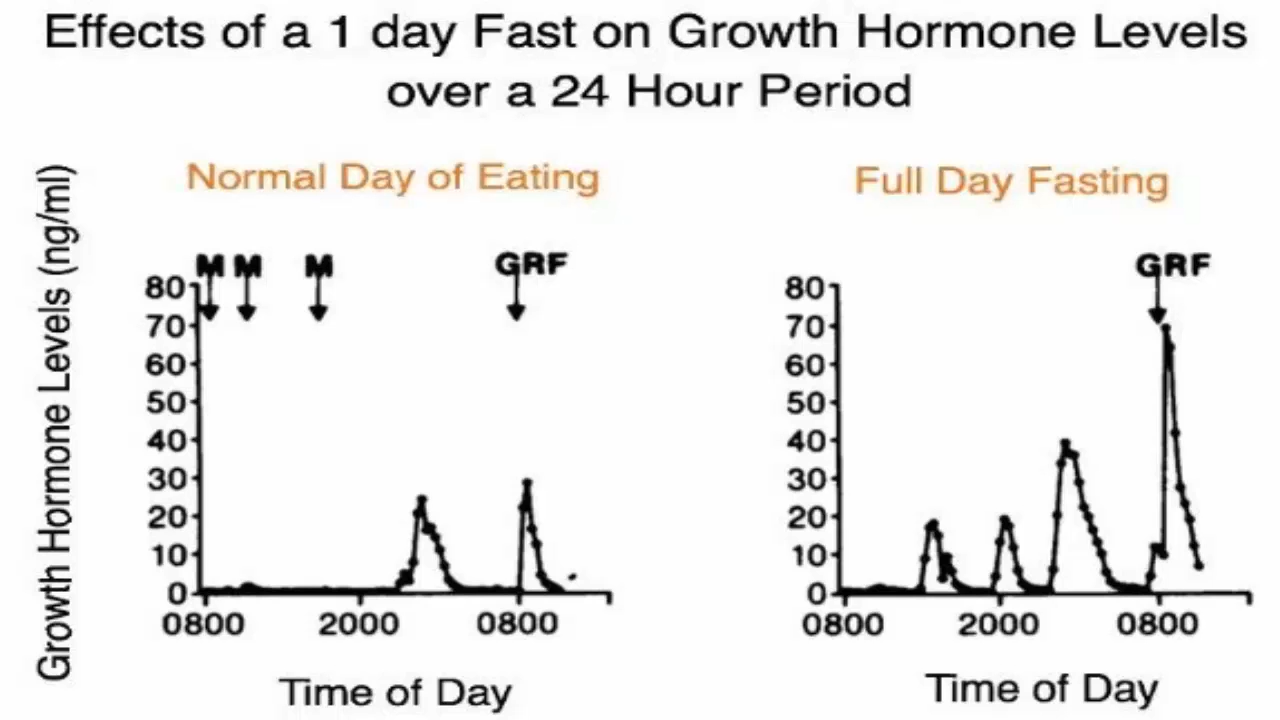 Effects of a 1 day Fast on Growth Hormone Levels
over a 24 Hour Period
Growth Hormone Levels (ng/ml)
Normal Day of Eating
M M M GRF
80
70
60
50
40
30
20
10
0
0800 2000 0800
Time of Day
Full Day Fasting
GRF
80
70
60
50
40
30
20
10
0
0800 2000 0800
Time of Day